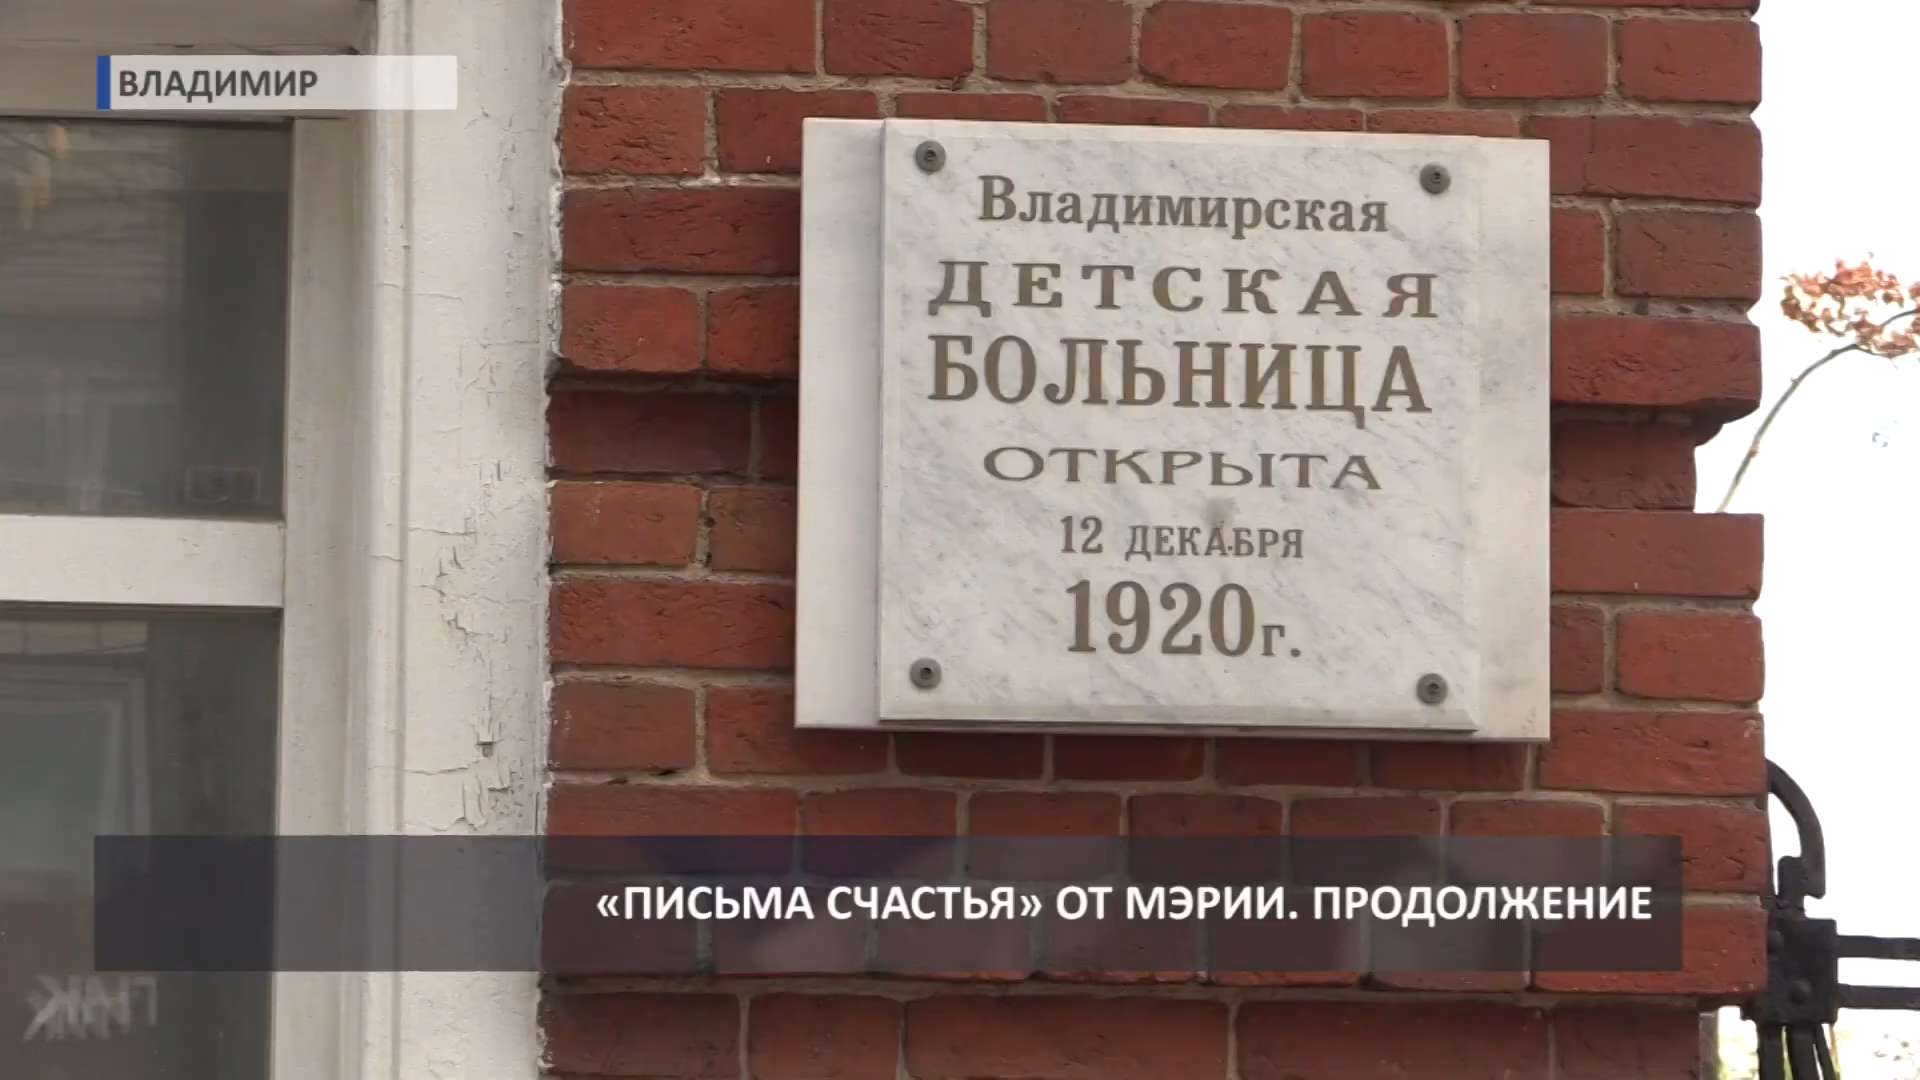 ВЛАДИМИР
Владимирская
ДЕТСКАЯ
БОЛЬНИЦА
ОТКРЫТА
12 ДЕКАБРЯ
1920г.
«ПИСЬМА СЧАСТЬЯ» ОТ МЭРИИ. ПРОДОЛЖЕНИЕ